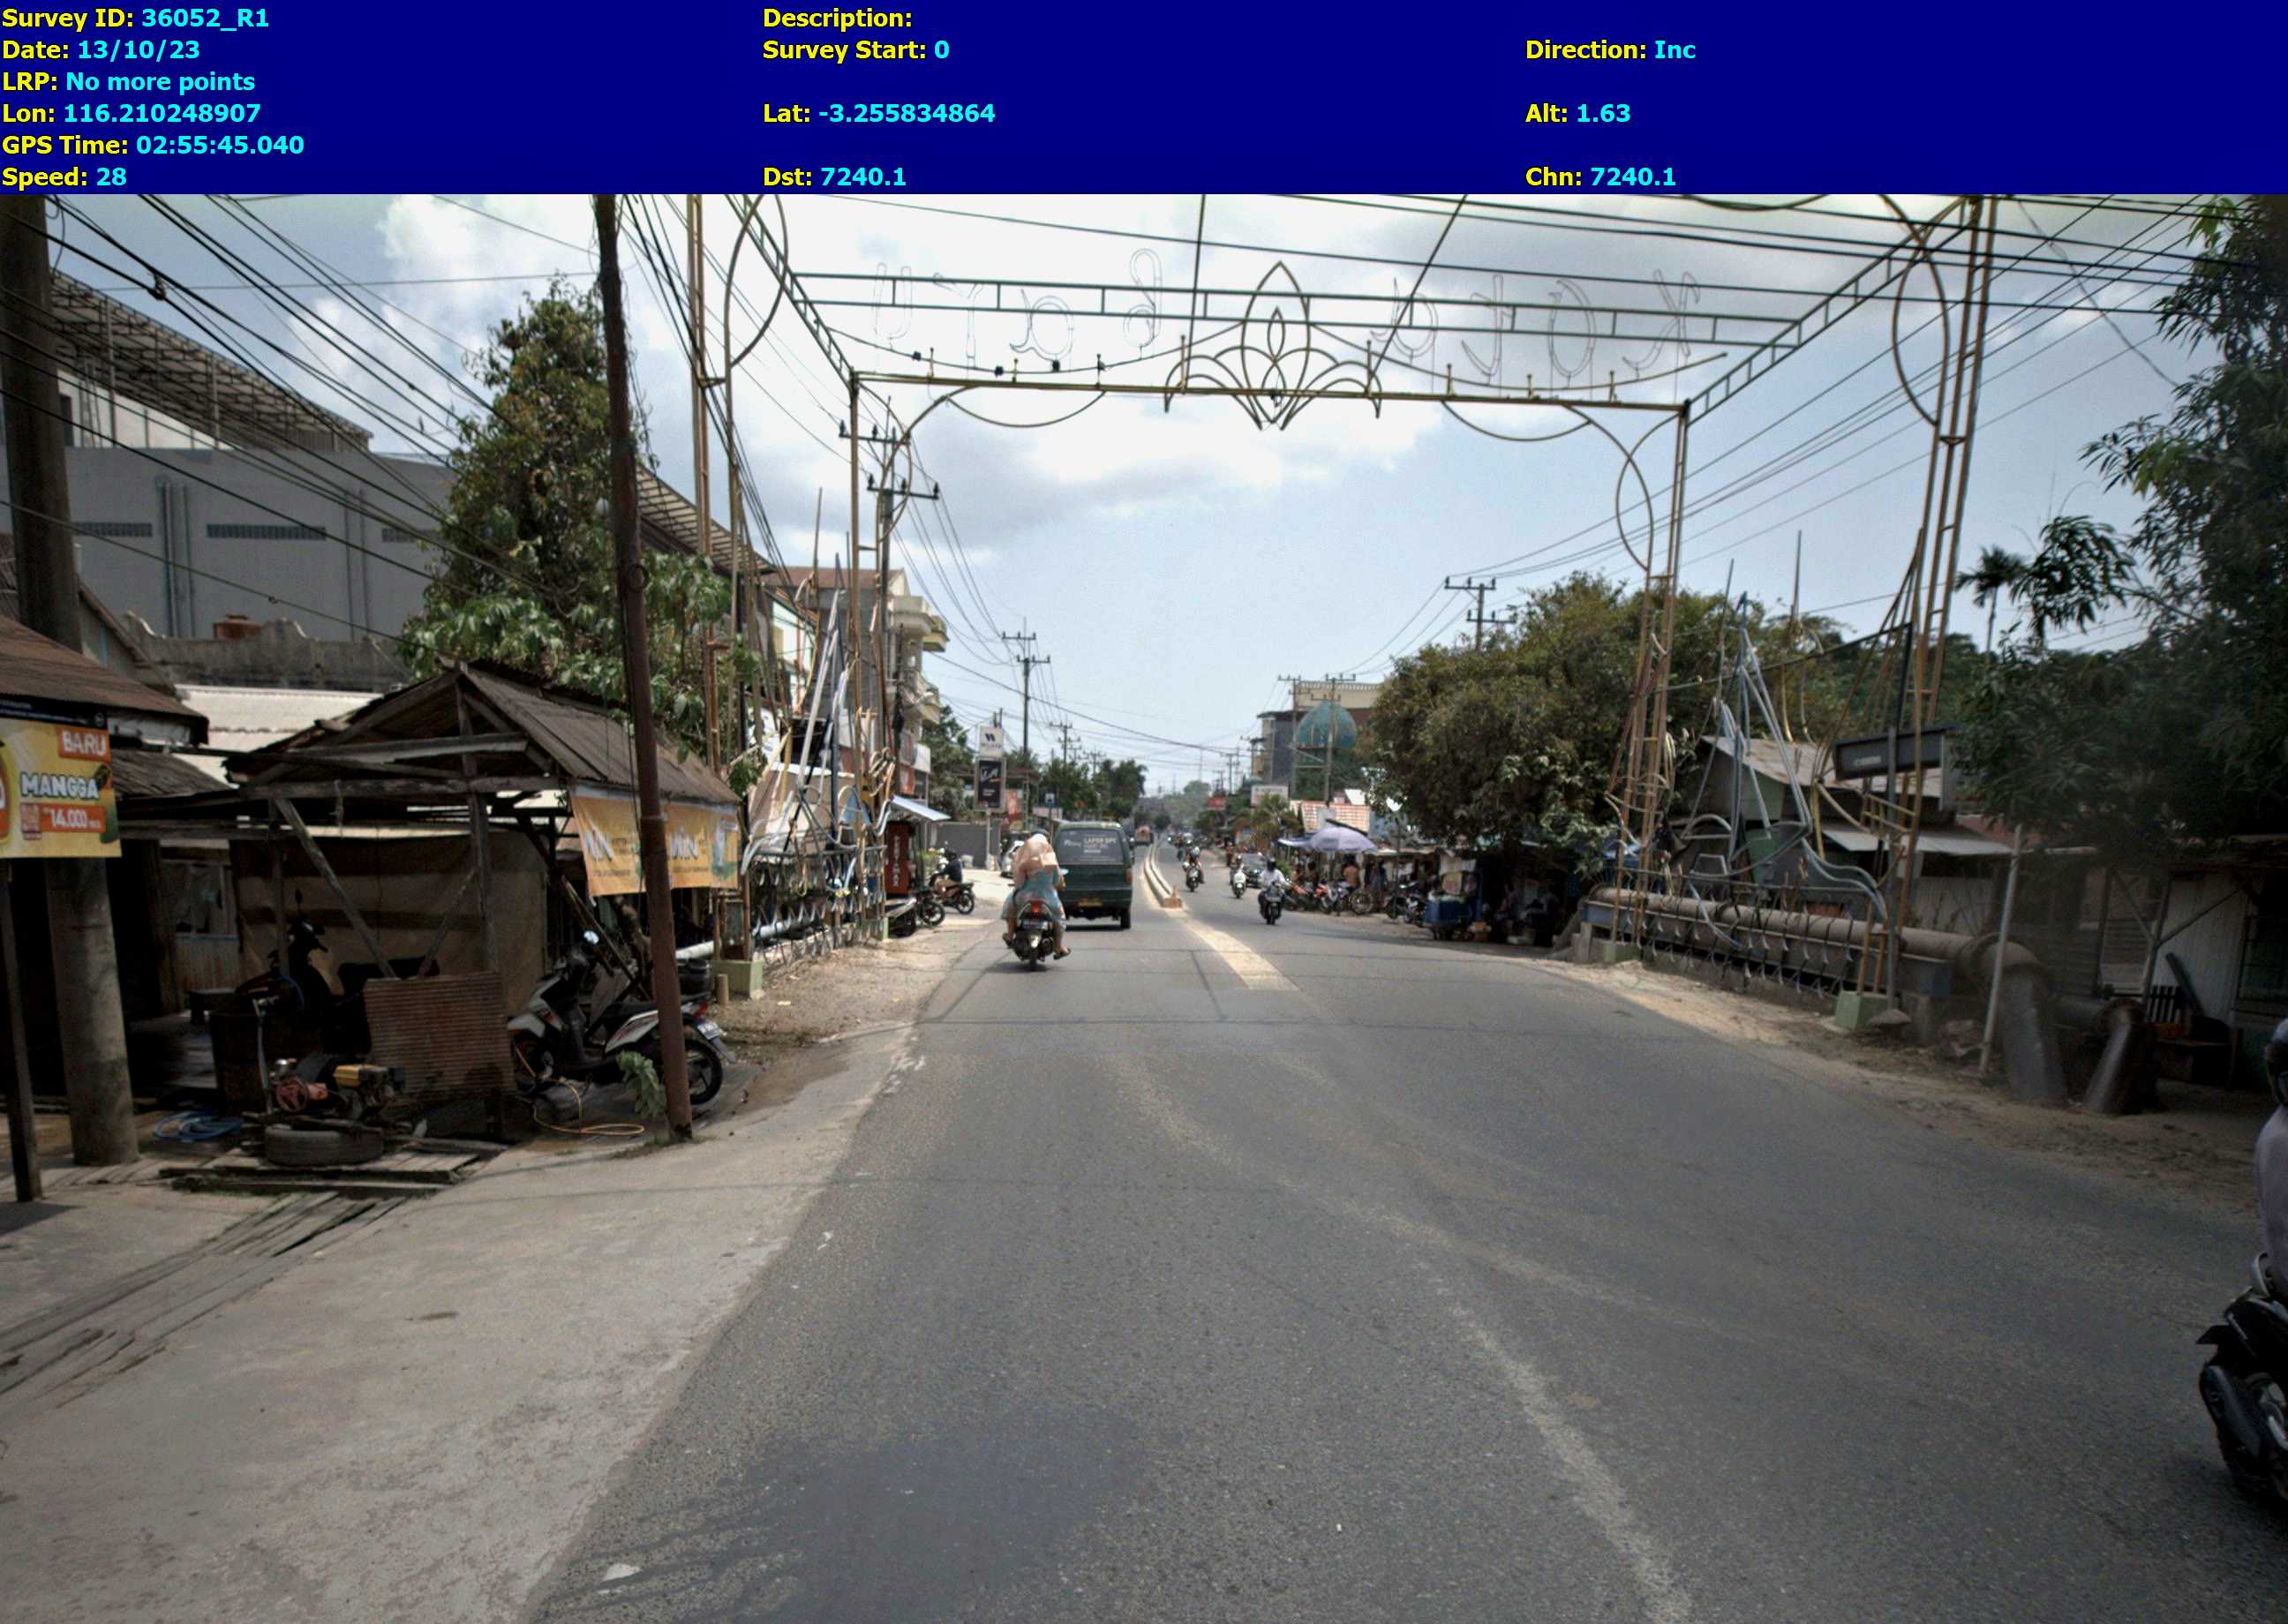 Survey ID: 36052_R1
Description:
Date: 13/10/23
Survey Start: 0
Direction: Inc
LRP: No more points
Lon: 116.210248907
Lat: -3.255834864
Alt: 1.63
GPS Time: 02:55:45.040
Speed: 28
Dst: 7240.1
Chn: 7240.1
BARU
MANGGA
14.000